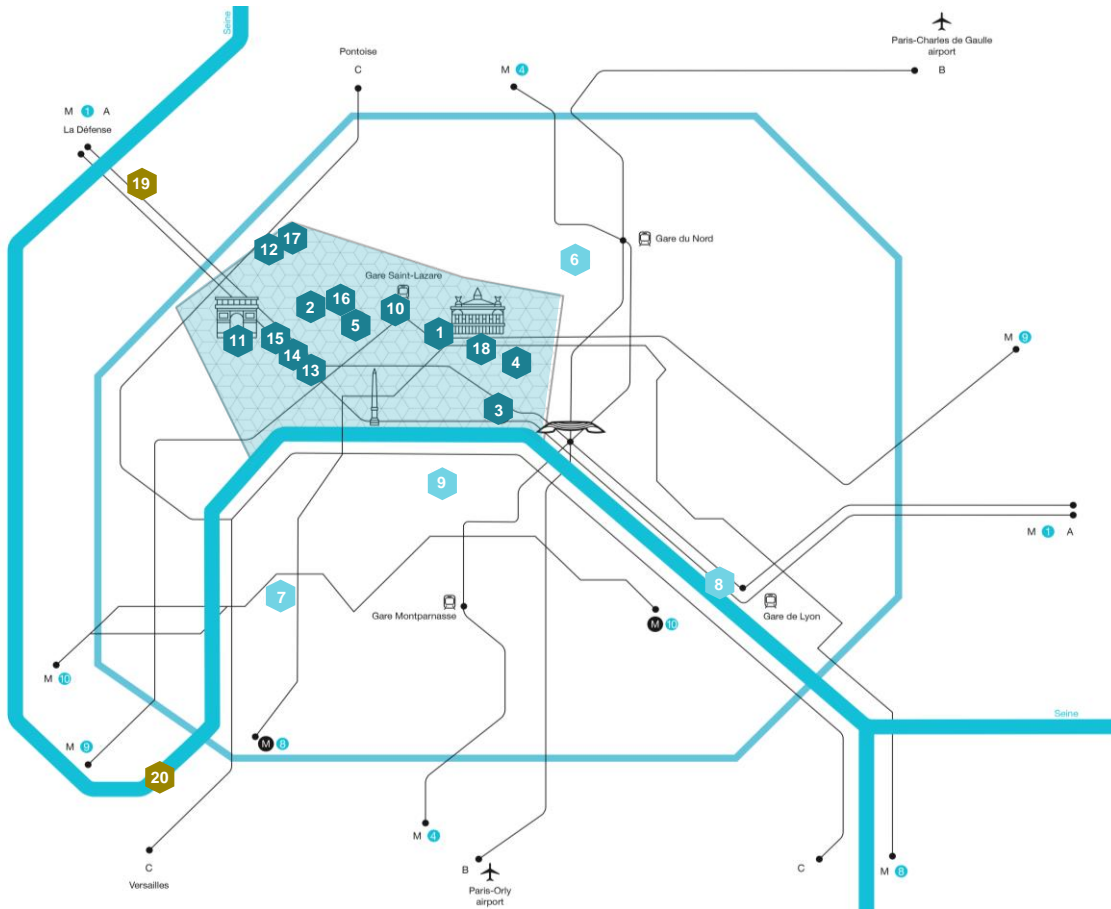 Seine
Paris-Charles de Gaulle
airport
B
Pontoise
C
M 4
M 1 A
La Défense
19
Gare du Nord
17
12
6
Gare Saint-Lazare
16
2
10
5
11
15
1
14
18
13
4
3
M 9
9
M 1 A
7
8
Gare Montparnasse
Gare de Lyon
M 10
M 10
Seine
M 9
M 8
20
M 4
C
Versailles
B
Paris-Orly
airport
C
M 8